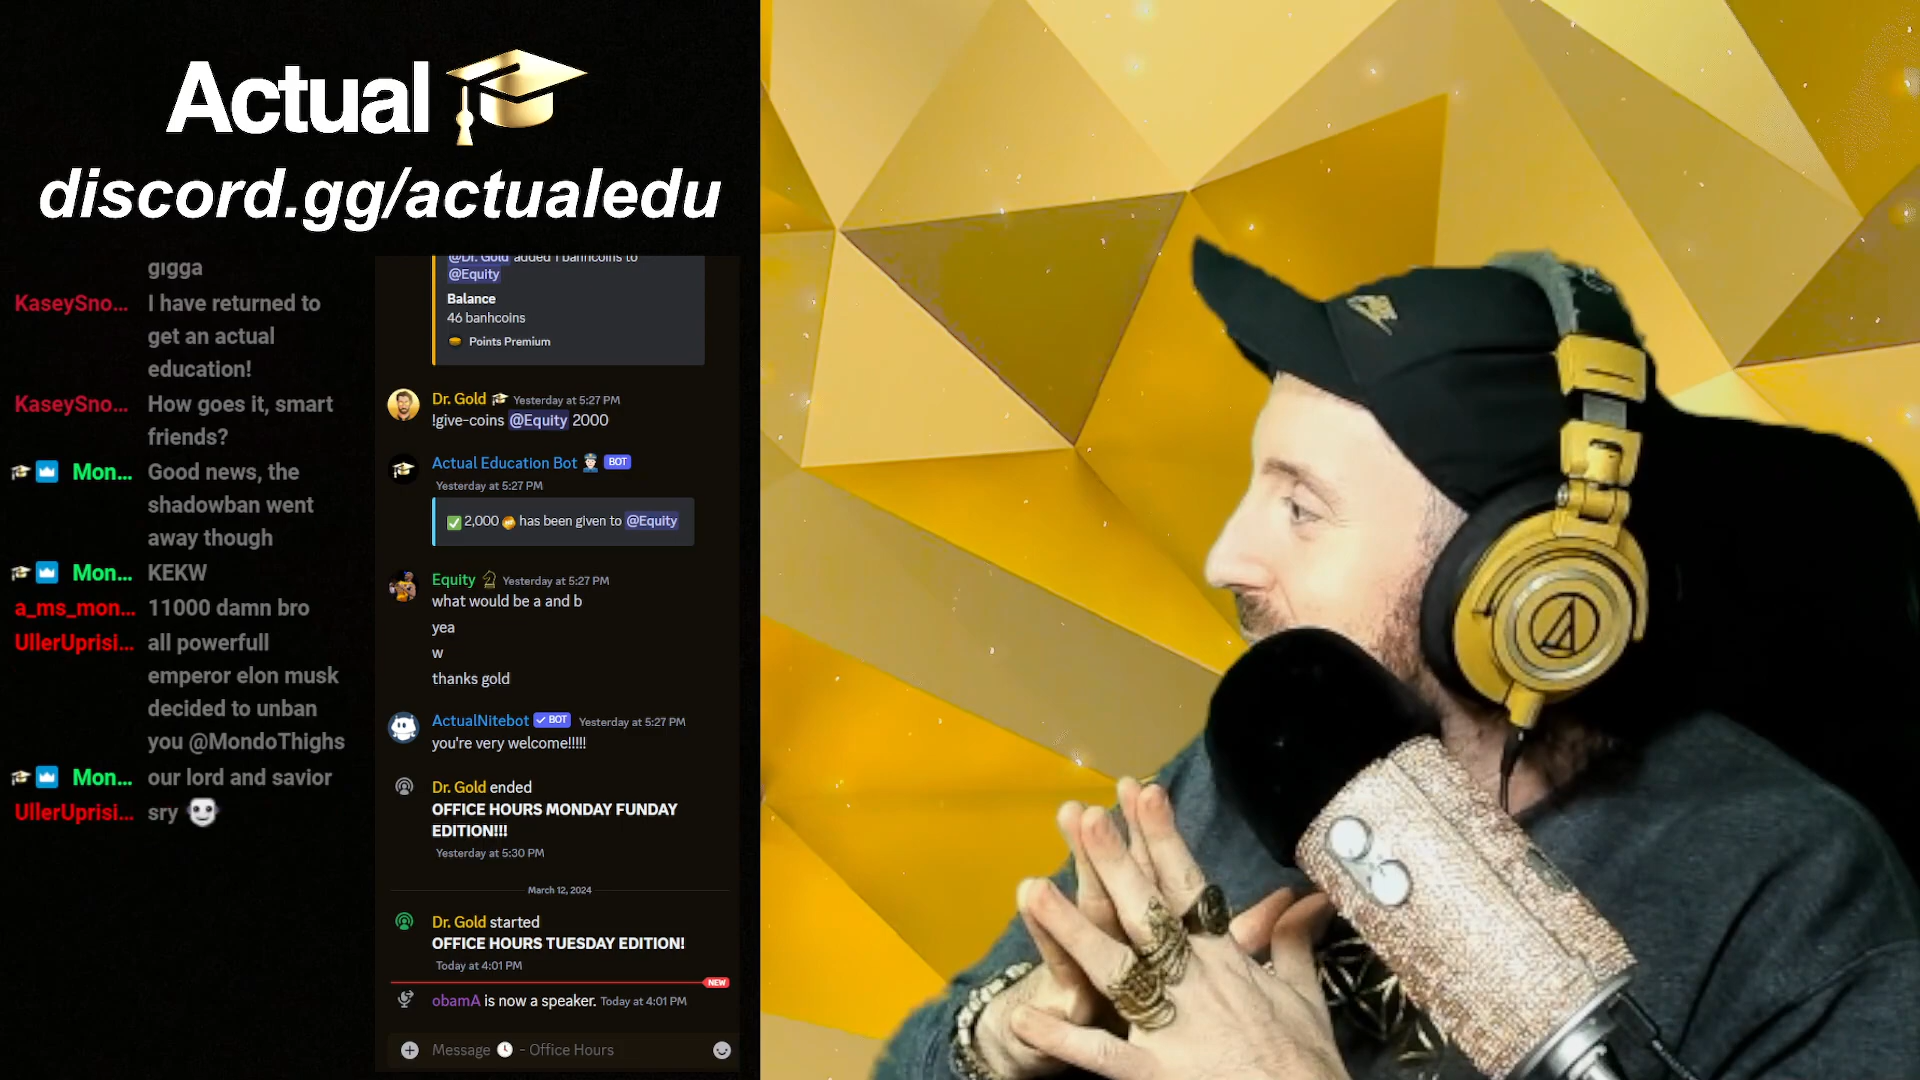 Actual
discord.gg/actualedu
gigga
KaseySno... I have returned to
get an actual
education!
KaseySno... How goes it, smart
friends?
Mon... Good news, the
shadowban went
away though
Mon... KEKW
a_ms_mon... 11000 damn bro
UllerUprisi... all powerfull
emperor elon musk
decided to unban
you @MondoThighs
Mon... our lord and savior
UllerUprisi... sry
@Dr. Gold added 1 banhcoins to
@Equity
Balance
46 banhcoins
Points Premium
Dr. Gold Yesterday at 5:27 PM
!give-coins @Equity 2000
Actual Education Bot BOT
Yesterday at 5:27 PM
2,000 has been given to @Equity
Equity Yesterday at 5:27 PM
what would be a and b
yea
w
thanks gold
ActualNitebot BOT Yesterday at 5:27 PM
you're very welcome!!!!!
Dr. Gold ended
OFFICE HOURS MONDAY FUNDAY
EDITION!!!
Yesterday at 5:30 PM
March 12, 2024
Dr. Gold started
OFFICE HOURS TUESDAY EDITION!
Today at 4:01 PM
NEW
obamA is now a speaker. Today at 4:01 PM
Message - Office Hours